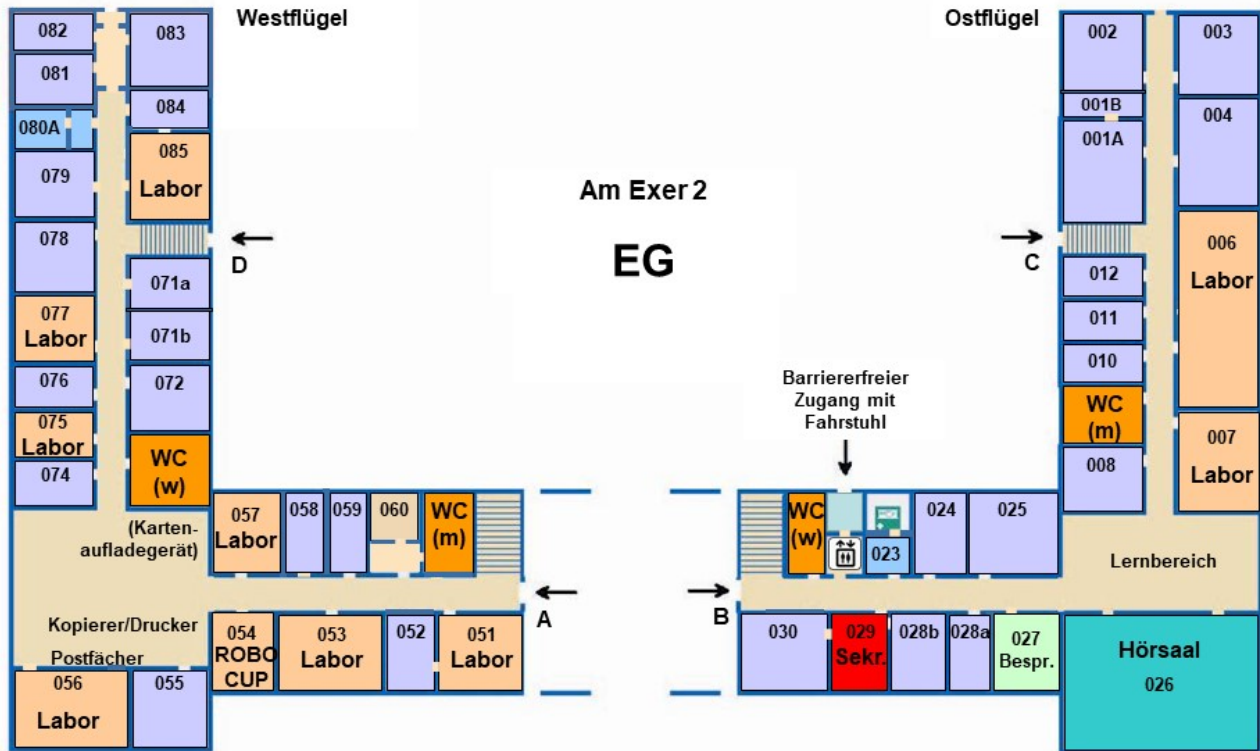 Westflügel
Ostflügel
Am Exer 2
EG
082
083
081
084
080A
085
Labor
079
078
D
071a
077
Labor
071b
076
072
075
Labor
074
WC
(w)
(Karten-
aufladegerät)
057
Labor
058
059
060
WC
(m)
A
Kopierer/Drucker
Postfächer
054
ROBO
CUP
053
Labor
052
051
Labor
056
Labor
055
002
003
001B
004
001A
C
006
Labor
012
011
010
WC
(m)
007
Labor
008
Barriererfreier
Zugang mit
Fahrstuhl
WC
(w)
023
024
025
Lernbereich
B
030
029
Sekr.
028b
028a
027
Bespr.
Hörsaal
026